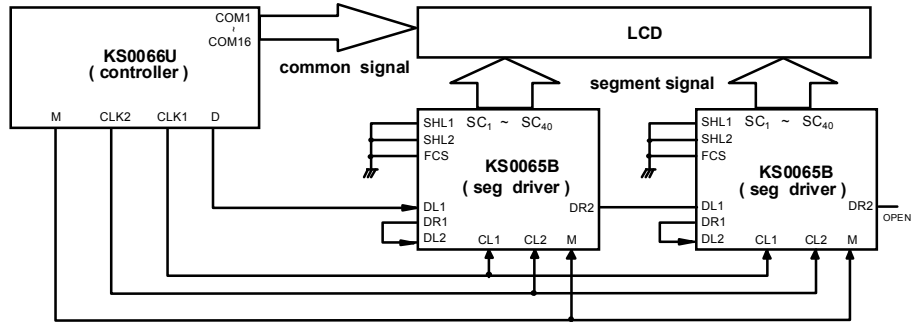 COM1
~
COM16
KS0066U
( controller )
M CLK2 CLK1 D
common signal
LCD
segment signal
SHL1
SHL2
FCS
SC1 ~ SC40
KS0065B
( seg driver )
DL1
DR1
DL2
DR2
CL1 CL2 M
SHL1
SHL2
FCS
SC1 ~ SC40
KS0065B
( seg driver )
DL1
DR1
DL2
DR2
OPEN
CL1 CL2 M